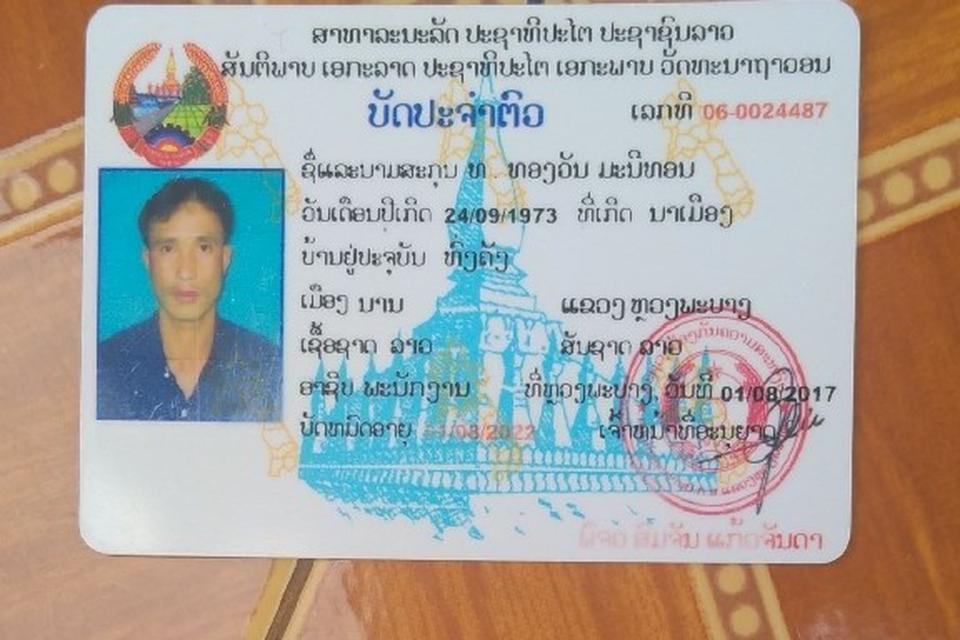 ສາທາລະນະລັດ ປະຊາທິປະໄຕ ປະຊາຊົນລາວ
ສັນຕິພາບ ເອກະລາດ ປະຊາທິປະໄຕ ເອກະພາບ ວັດທະນາຖາວອນ
ບັດປະຈຳຕົວ ເລກທີ 06-0024487
ຊື່ແລະນາມສະກຸນ ທ. ທອງວັນ ມະນີທອນ
ວັນເດືອນປີເກີດ 24/09/1973 ທີ່ເກີດ ນາເມືອງ
ບ້ານຢູ່ປະຈຸບັນ
ເມືອງ ນານ ແຂວງ ຫຼວງພະບາງ
ເຊື້ອຊາດ ລາວ ສັນຊາດ ລາວ
ອາຊີບ ພະນັກງານ ທີ່ຫຼວງພະບາງ, ວັນທີ 01/08/2017
ບັດຫມົດອາຍຸ /08/2022 ເຈົ້າຫນ້າທີ່ອະນຸຍາດ
ສົມຈັນ ແກ້ວຈັນດາ